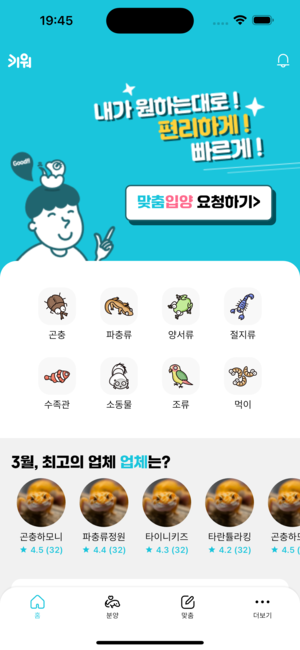 19:45
키워
내가 원하는대로!
편리하게!
빠르게!
Good!!
맞춤입양 요청하기>
곤충 파충류 양서류 절지류
수족관 소동물 조류 먹이
3월, 최고의 업체 업체는?
곤충하모니 파충류정원 타이니키즈 타란튤라킹 곤충하모
★ 4.5 (32) ★ 4.4 (32) ★ 4.3 (32) ★ 4.2 (32) ★ 4.5 (
홈 분양 맞춤 더보기